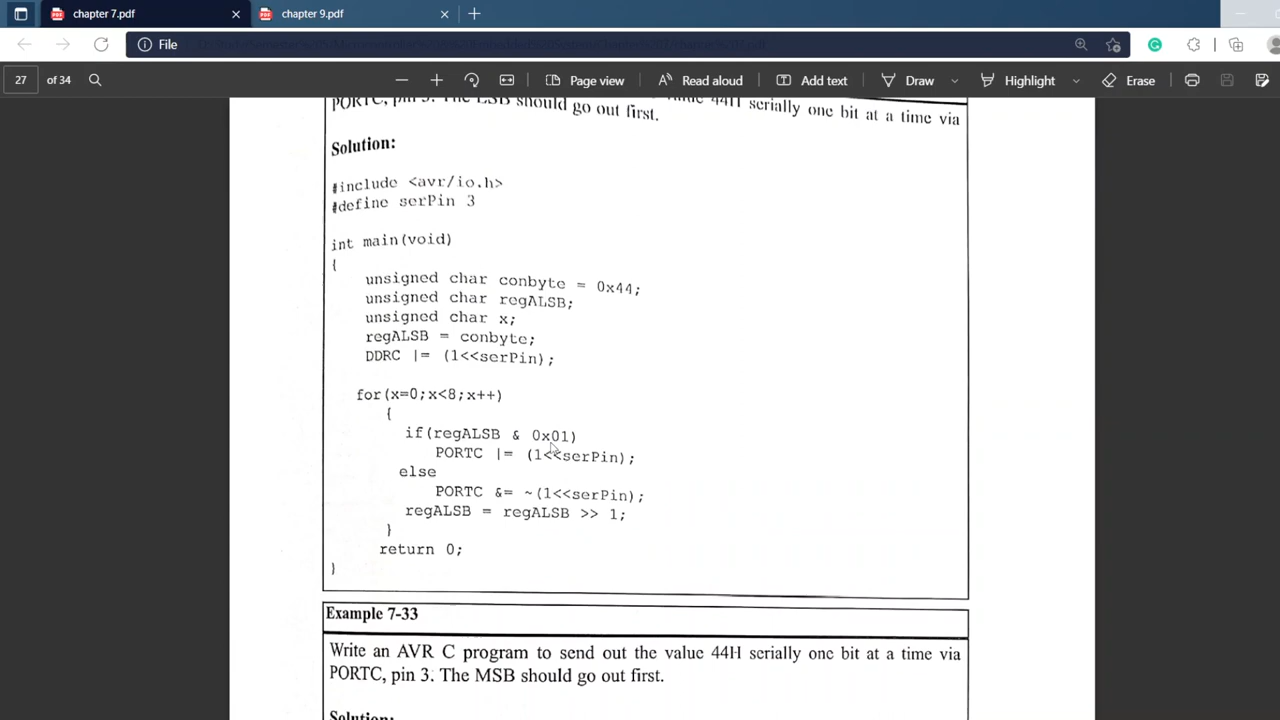 chapter 7.pdf
chapter 9.pdf
File
27 of 34
Page view
Read aloud
Add text
Draw
Highlight
Erase
PORTC, pin 3. The LSB should go out first. value 44H serially one bit at a time via
Solution:
#include <avr/io.h>
#define serPin 3
int main(void)
{
unsigned char conbyte = 0x44;
unsigned char regALSB;
unsigned char x;
regALSB = conbyte;
DDRC |= (1<<serPin);
for(x=0;x<8;x++)
{
if(regALSB & 0x01)
PORTC |= (1<<serPin);
else
PORTC &= ~(1<<serPin);
regALSB = regALSB >> 1;
}
return 0;
}
Example 7-33
Write an AVR C program to send out the value 44H serially one bit at a time via
PORTC, pin 3. The MSB should go out first.
Solution: